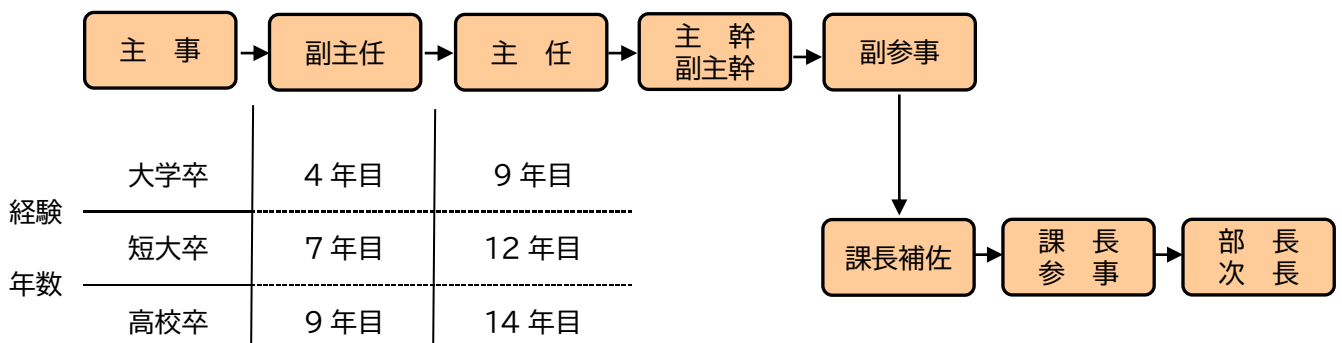 主　事
副主任
主　任
主　幹
副主幹
副参事
大学卒
4 年目
9 年目
経験
短大卒
7 年目
12 年目
年数
高校卒
9 年目
14 年目
課長補佐
課　長
参　事
部　長
次　長